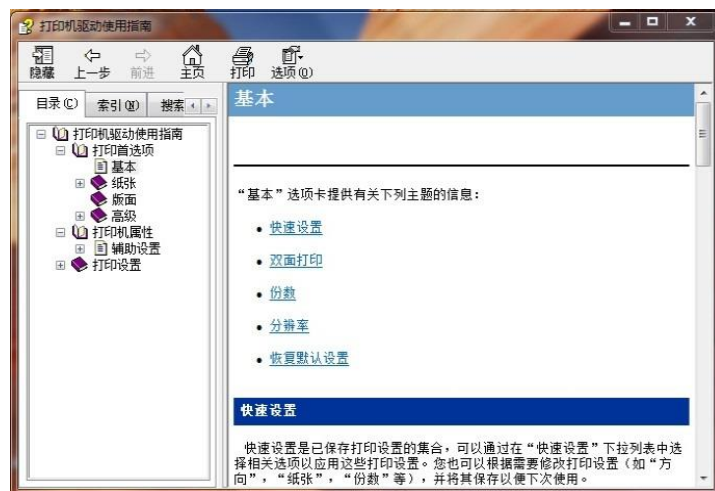 打印机驱动使用指南
隐藏 上一步 前进 主页 打印 选项(O)
目录(C) 索引(N) 搜索
打印机驱动使用指南
打印首选项
基本
纸张
版面
高级
打印机属性
辅助设置
打印设置
基本
“基本”选项卡提供有关下列主题的信息：
• 快速设置
• 双面打印
• 份数
• 分辨率
• 恢复默认设置
快速设置
快速设置是已保存打印设置的集合，可以通过在“快速设置”下拉列表中选
择相关选项以应用这些打印设置。您也可以根据需要修改打印设置（如“方
向”，“纸张”，“份数”等），并将其保存以便下次使用。